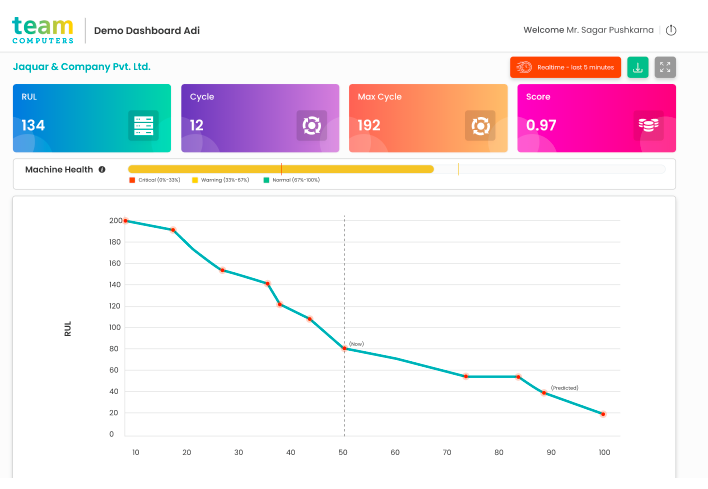 team
COMPUTERS
Demo Dashboard Adi
Welcome Mr. Sagar Pushkarna
Jaquar & Company Pvt. Ltd.
Realtime - last 5 minutes
RUL
134
Cycle
12
Max Cycle
192
Score
0.97
Machine Health
Critical (0%-33%)
Warning (33%-67%)
Normal (67%-100%)
200
180
160
140
120
100
80
60
40
20
0
RUL
(Now)
(Predicted)
10 20 30 40 50 60 70 80 90 100